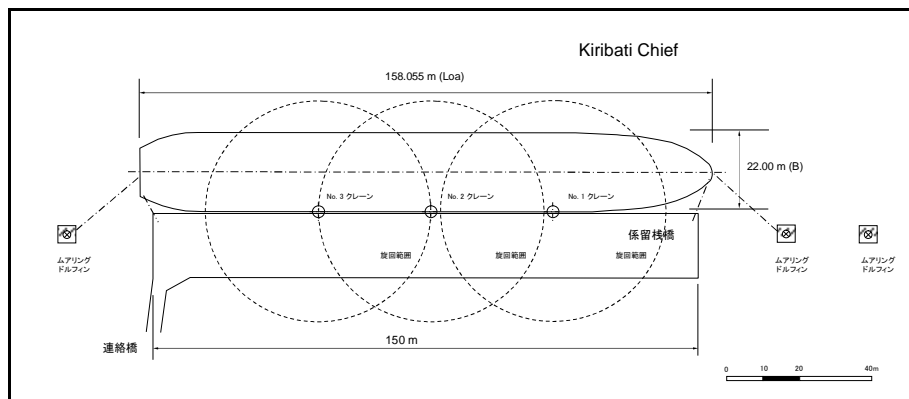 Kiribati Chief
158.055 m (Loa)
22.00 m (B)
No. 3 クレーン
No. 2 クレーン
No. 1 クレーン
係留桟橋
旋回範囲
旋回範囲
旋回範囲
ムアリング
ドルフィン
ムアリング
ドルフィン
ムアリング
ドルフィン
連絡橋
150 m
0
10
20
40m